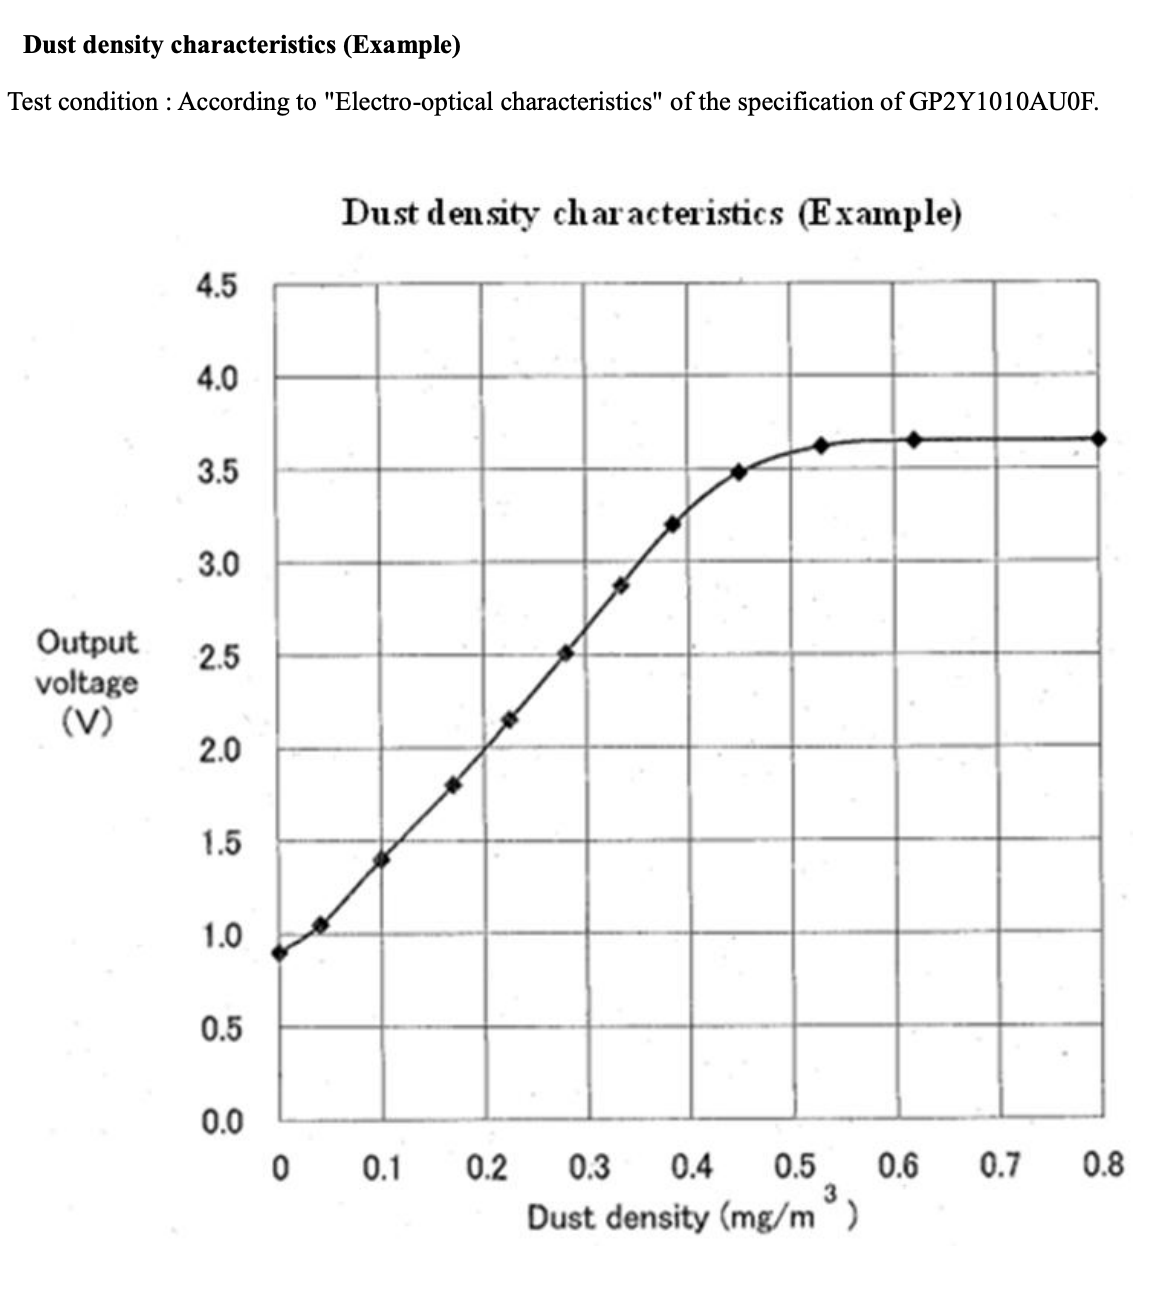 Dust density characteristics (Example)
Test condition : According to "Electro-optical characteristics" of the specification of GP2Y1010AU0F.
Dust density characteristics (Example)
4.5
4.0
3.5
3.0
2.5
2.0
1.5
1.0
0.5
0.0
Output
voltage
(V)
0 0.1 0.2 0.3 0.4 0.5 0.6 0.7 0.8
Dust density (mg/m³)